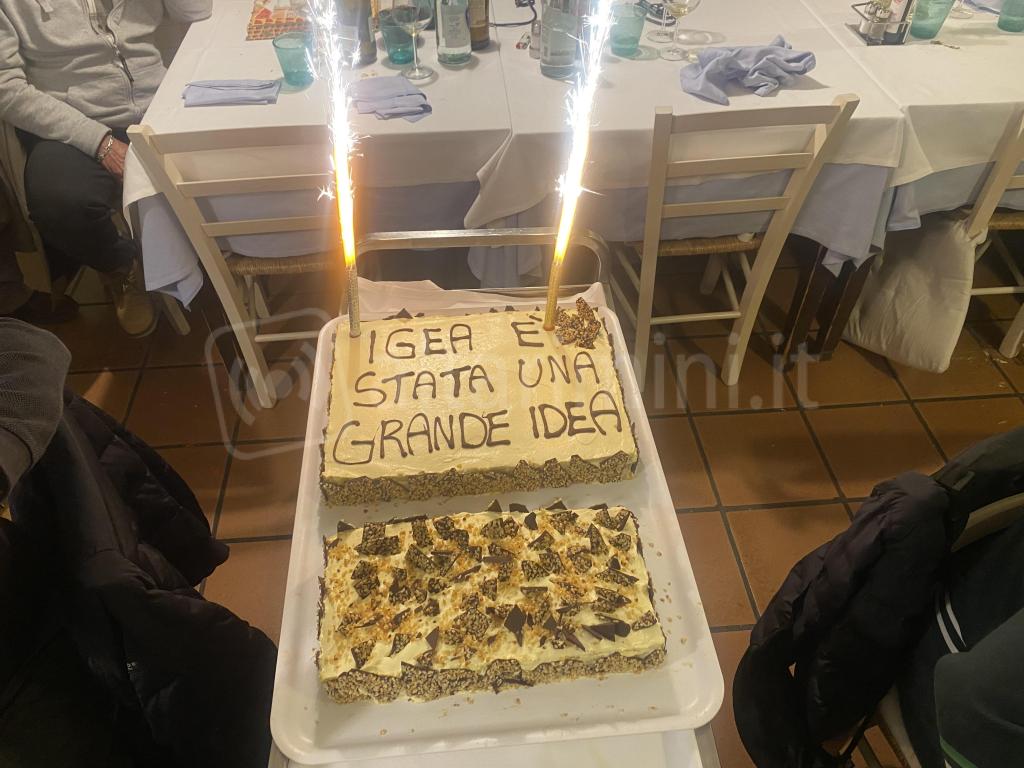 IGEA È
STATA UNA
GRANDE IDEA